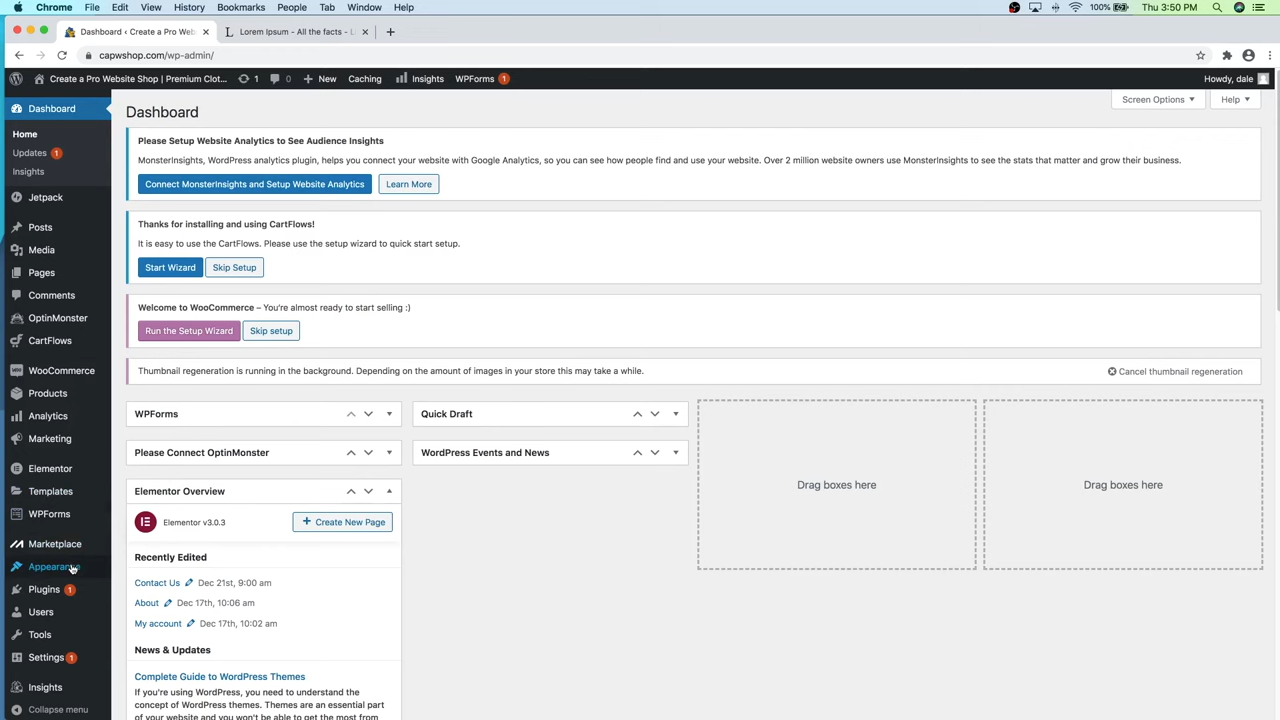 Chrome File Edit View History Bookmarks People Tab Window Help 100% Thu 3:50 PM
Dashboard ‹ Create a Pro Web × Lorem Ipsum - All the facts - L × +
capwshop.com/wp-admin/
Create a Pro Website Shop | Premium Clot... 1 0 + New Caching Insights WPForms 1 Howdy, dale
Dashboard
Home
Updates 1
Insights
Jetpack
Posts
Media
Pages
Comments
OptinMonster
CartFlows
WooCommerce
Products
Analytics
Marketing
Elementor
Templates
WPForms
Marketplace
Appearance
Plugins 1
Users
Tools
Settings 1
Insights
Collapse menu
Screen Options ▼ Help ▼
Dashboard
Please Setup Website Analytics to See Audience Insights
MonsterInsights, WordPress analytics plugin, helps you connect your website with Google Analytics, so you can see how people find and use your website. Over 2 million website owners use MonsterInsights to see the stats that matter and grow their business.
Connect MonsterInsights and Setup Website Analytics Learn More
Thanks for installing and using CartFlows!
It is easy to use the CartFlows. Please use the setup wizard to quick start setup.
Start Wizard Skip Setup
Welcome to WooCommerce – You're almost ready to start selling :)
Run the Setup Wizard Skip setup
Thumbnail regeneration is running in the background. Depending on the amount of images in your store this may take a while. Cancel thumbnail regeneration
WPForms
Please Connect OptinMonster
Elementor Overview
Elementor v3.0.3 + Create New Page
Recently Edited
Contact Us Dec 21st, 9:00 am
About Dec 17th, 10:06 am
My account Dec 17th, 10:02 am
News & Updates
Complete Guide to WordPress Themes
If you're using WordPress, you need to understand the
concept of WordPress themes. Themes are an essential part
of your website and you won't be able to get the most from
Quick Draft
WordPress Events and News
Drag boxes here
Drag boxes here